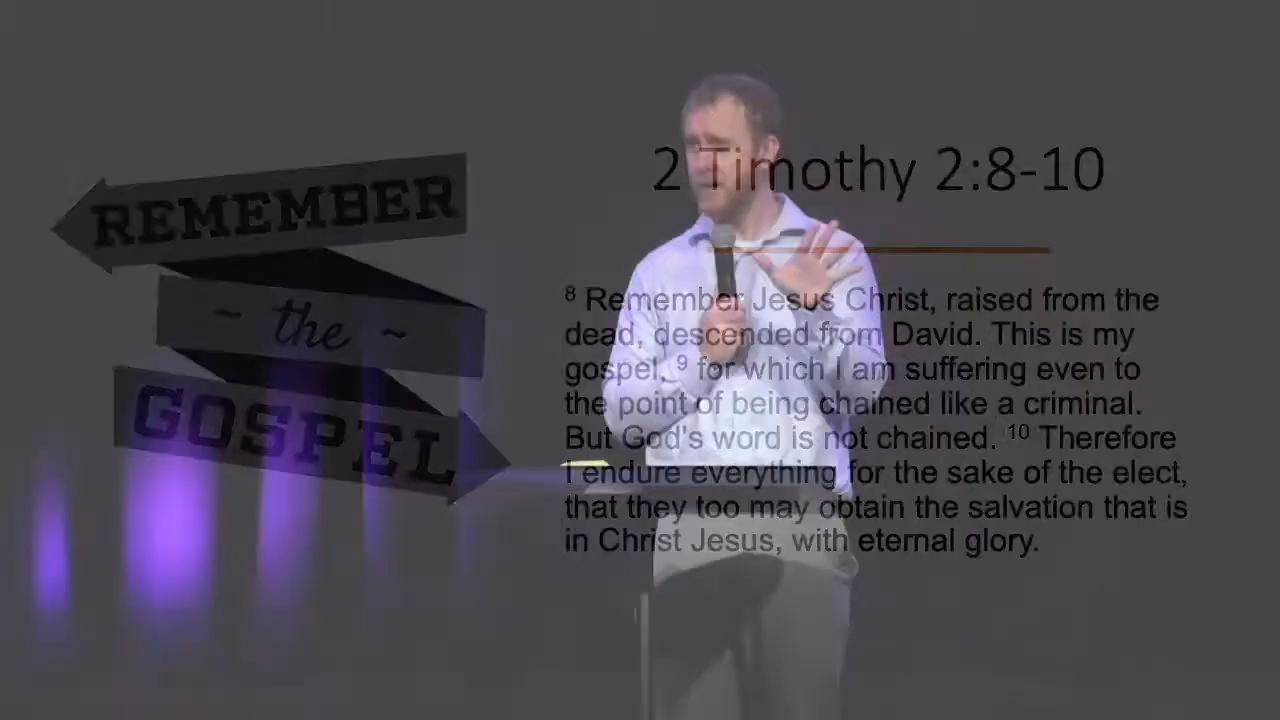 REMEMBER
~ the ~
GOSPEL
2 Timothy 2:8-10
8 Remember Jesus Christ, raised from the
dead, descended from David. This is my
gospel, 9 for which I am suffering even to
the point of being chained like a criminal.
But God's word is not chained. 10 Therefore
I endure everything for the sake of the elect,
that they too may obtain the salvation that is
in Christ Jesus, with eternal glory.